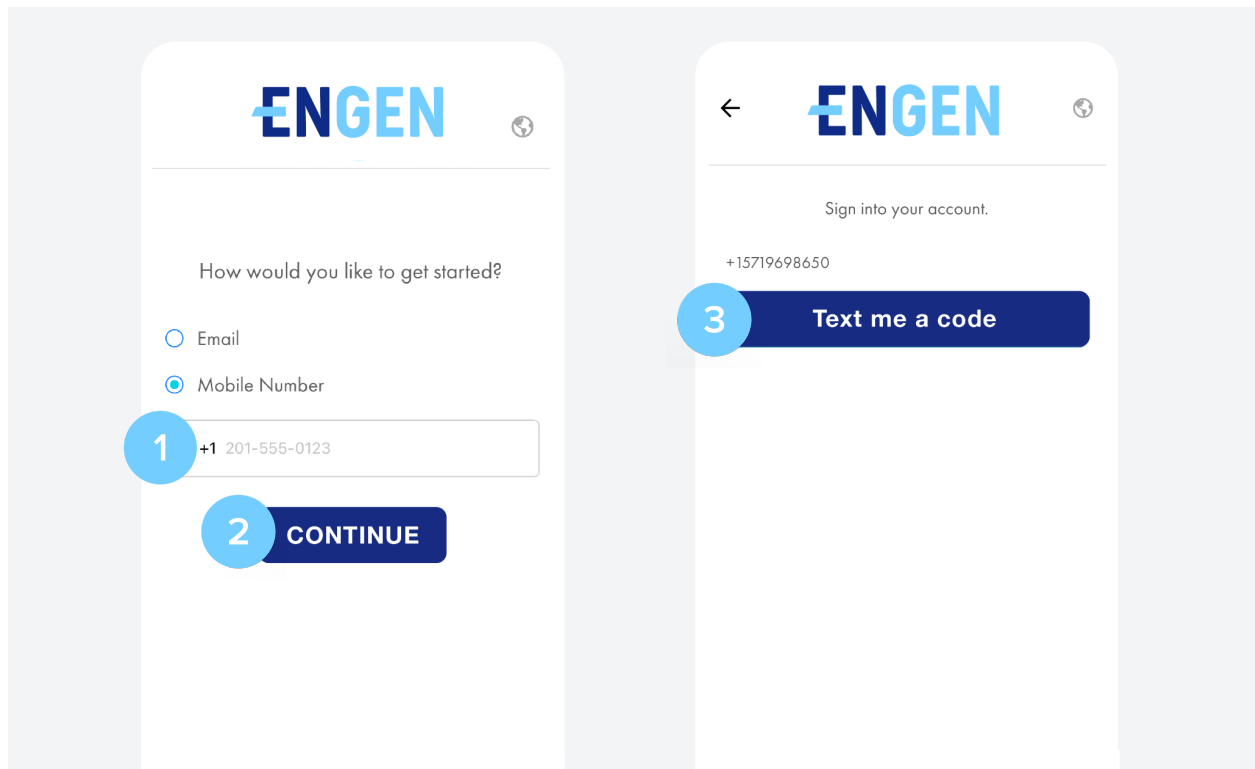 ENGEN
How would you like to get started?
Email
Mobile Number
1
+1 201-555-0123
2
CONTINUE
ENGEN
Sign into your account.
+15719698650
3
Text me a code